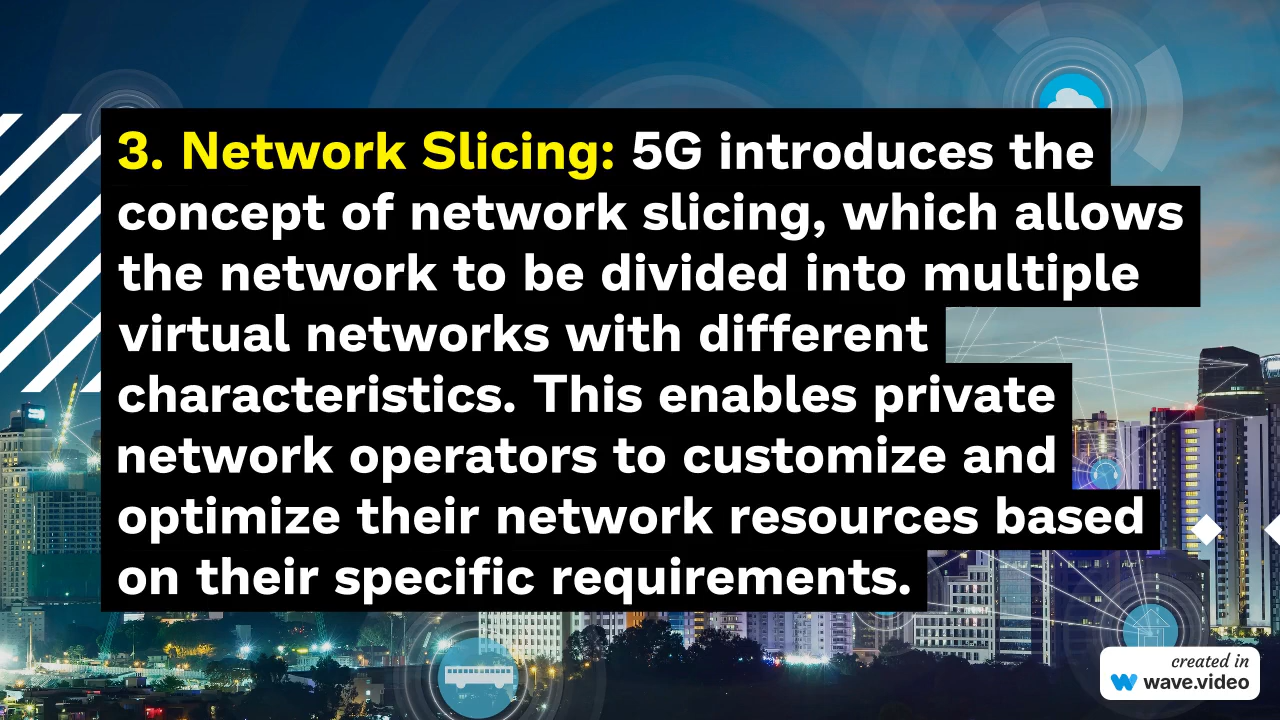 3. Network Slicing: 5G introduces the
concept of network slicing, which allows
the network to be divided into multiple
virtual networks with different
characteristics. This enables private
network operators to customize and
optimize their network resources based
on their specific requirements.
created in
wave.video